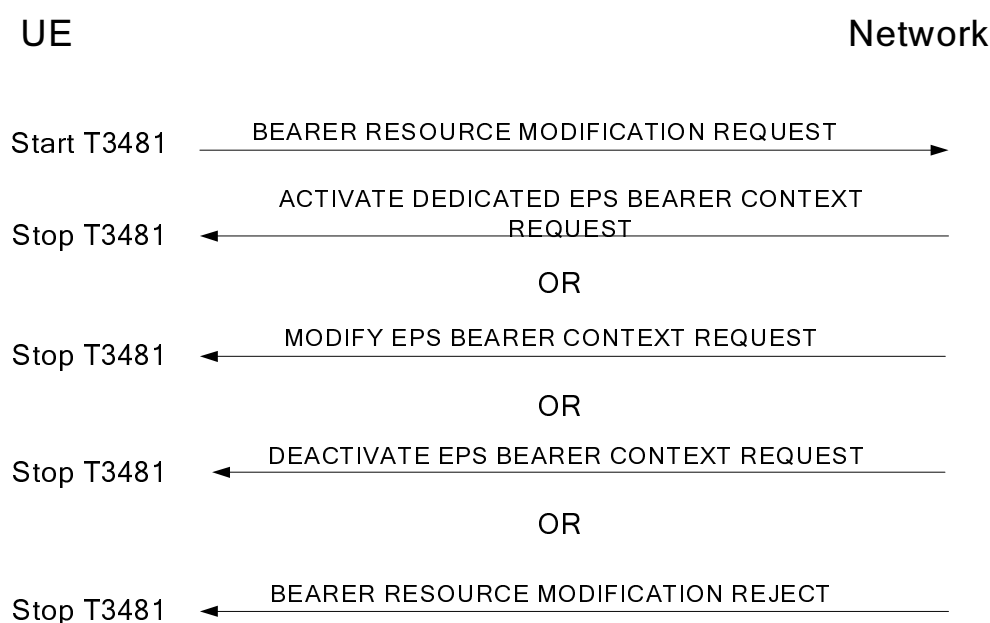 UE
Network
Start T3481
BEARER RESOURCE MODIFICATION REQUEST
ACTIVATE DEDICATED EPS BEARER CONTEXT
REQUEST
Stop T3481
OR
MODIFY EPS BEARER CONTEXT REQUEST
Stop T3481
OR
DEACTIVATE EPS BEARER CONTEXT REQUEST
Stop T3481
OR
BEARER RESOURCE MODIFICATION REJECT
Stop T3481